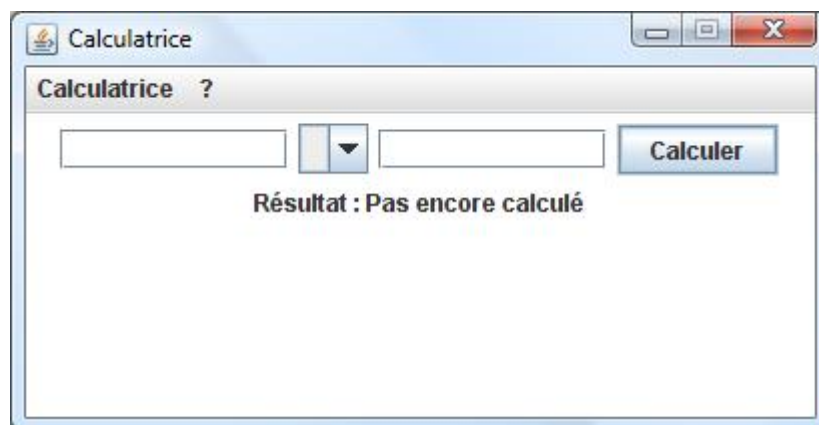 Calculatrice
Calculatrice ?
Calculer
Résultat : Pas encore calculé